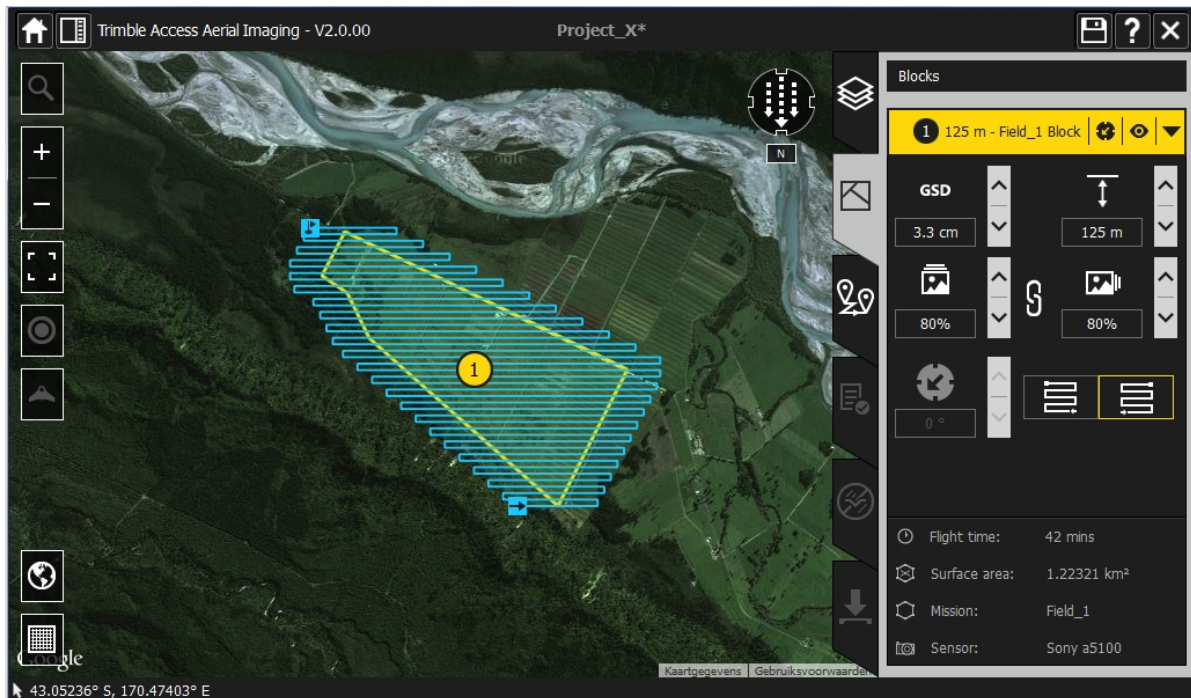 Trimble Access Aerial Imaging - V2.0.00
Project_X*
?
Blocks
1 125 m - Field_1 Block
GSD
3.3 cm
125 m
80%
80%
0 °
N
1
Flight time: 42 mins
Surface area: 1.22321 km²
Mission: Field_1
Sensor: Sony a5100
Google
Kaartgegevens Gebruiksvoorwaarden
43.05236° S, 170.47403° E